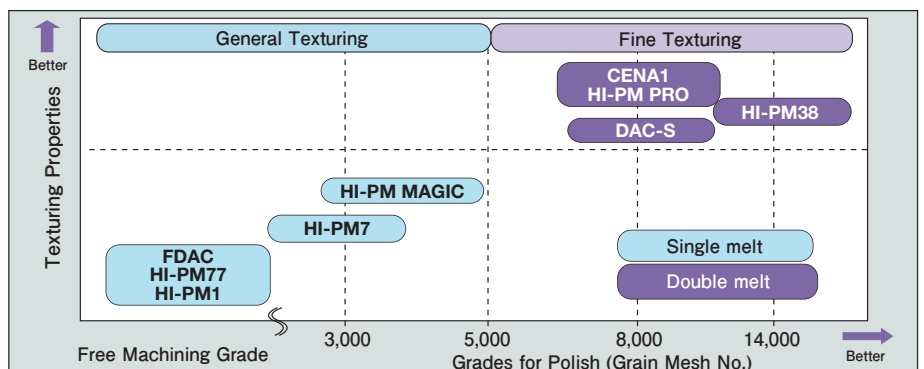 General Texturing
Fine Texturing
Better
Texturing Properties
CENA1
HI-PM PRO
HI-PM38
DAC-S
HI-PM MAGIC
HI-PM7
FDAC
HI-PM77
HI-PM1
Single melt
Double melt
3,000
5,000
8,000
14,000
Free Machining Grade
Grades for Polish (Grain Mesh No.)
Better